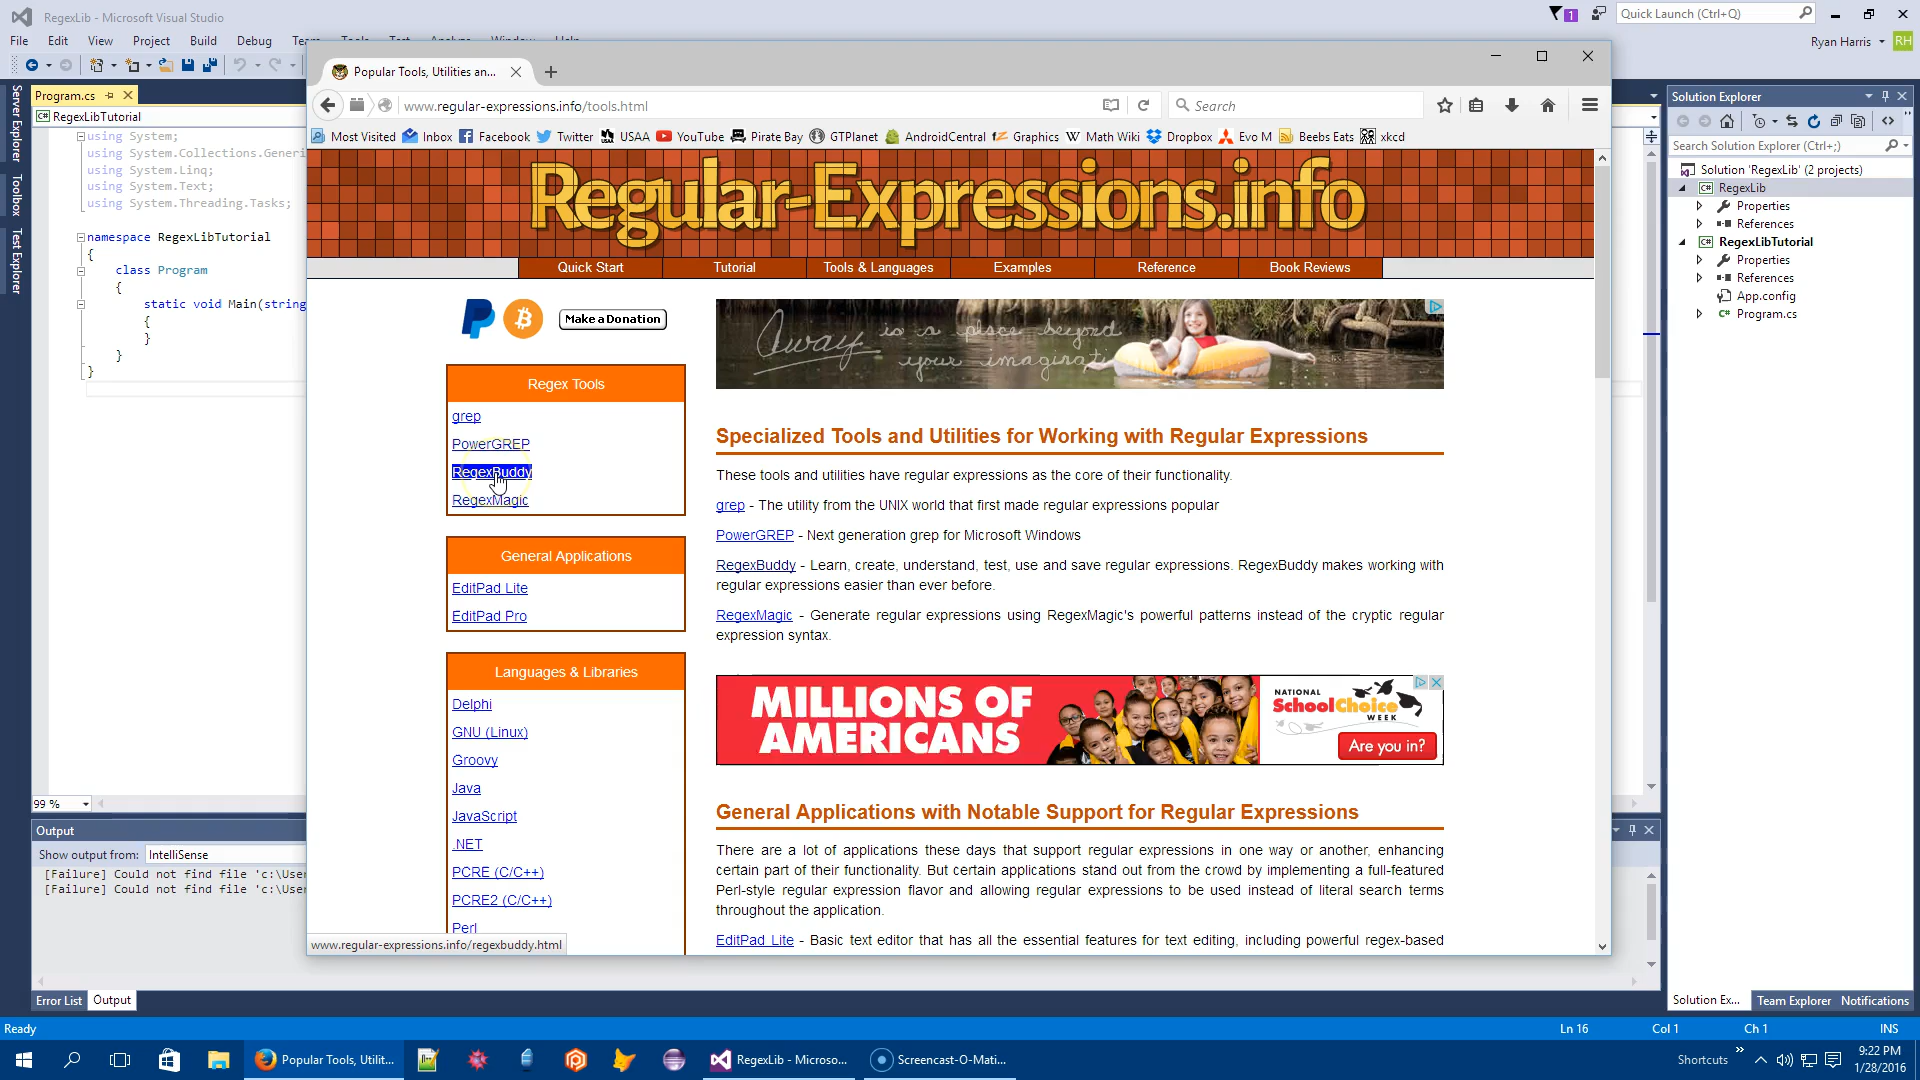 RegexLib - Microsoft Visual Studio
1
Quick Launch (Ctrl+Q)
File Edit View Project Build Debug
Ryan Harris RH
Server Explorer
Toolbox
Test Explorer
Program.cs
RegexLibTutorial
using System;
using System.Collections.Generi
using System.Linq;
using System.Text;
using System.Threading.Tasks;
namespace RegexLibTutorial
{
class Program
{
static void Main(string
{
}
}
}
99 %
Output
Show output from: IntelliSense
[Failure] Could not find file 'c:\User
[Failure] Could not find file 'c:\User
Error List Output
Popular Tools, Utilities an...
www.regular-expressions.info/tools.html
Search
Most Visited Inbox Facebook Twitter USAA YouTube Pirate Bay GTPlanet AndroidCentral Graphics Math Wiki Dropbox Evo M Beebs Eats xkcd
Regular-Expressions.info
Quick Start Tutorial Tools & Languages Examples Reference Book Reviews
Make a Donation
Regex Tools
grep
PowerGREP
RegexBuddy
RegexMagic
General Applications
EditPad Lite
EditPad Pro
Languages & Libraries
Delphi
GNU (Linux)
Groovy
Java
JavaScript
.NET
PCRE (C/C++)
PCRE2 (C/C++)
Perl
www.regular-expressions.info/regexbuddy.html
Away is a place beyond
your imagination
Specialized Tools and Utilities for Working with Regular Expressions
These tools and utilities have regular expressions as the core of their functionality.
grep - The utility from the UNIX world that first made regular expressions popular
PowerGREP - Next generation grep for Microsoft Windows
RegexBuddy - Learn, create, understand, test, use and save regular expressions. RegexBuddy makes working with
regular expressions easier than ever before.
RegexMagic - Generate regular expressions using RegexMagic's powerful patterns instead of the cryptic regular
expression syntax.
MILLIONS OF
AMERICANS
NATIONAL
SchoolChoice
WEEK
Are you in?
General Applications with Notable Support for Regular Expressions
There are a lot of applications these days that support regular expressions in one way or another, enhancing
certain part of their functionality. But certain applications stand out from the crowd by implementing a full-featured
Perl-style regular expression flavor and allowing regular expressions to be used instead of literal search terms
throughout the application.
EditPad Lite - Basic text editor that has all the essential features for text editing, including powerful regex-based
Solution Explorer
Search Solution Explorer (Ctrl+;)
Solution 'RegexLib' (2 projects)
RegexLib
Properties
References
RegexLibTutorial
Properties
References
App.config
Program.cs
Solution Ex... Team Explorer Notifications
Ready Ln 16 Col 1 Ch 1 INS
Popular Tools, Utilit...
RegexLib - Microso...
Screencast-O-Mati...
Shortcuts
9:22 PM
1/28/2016